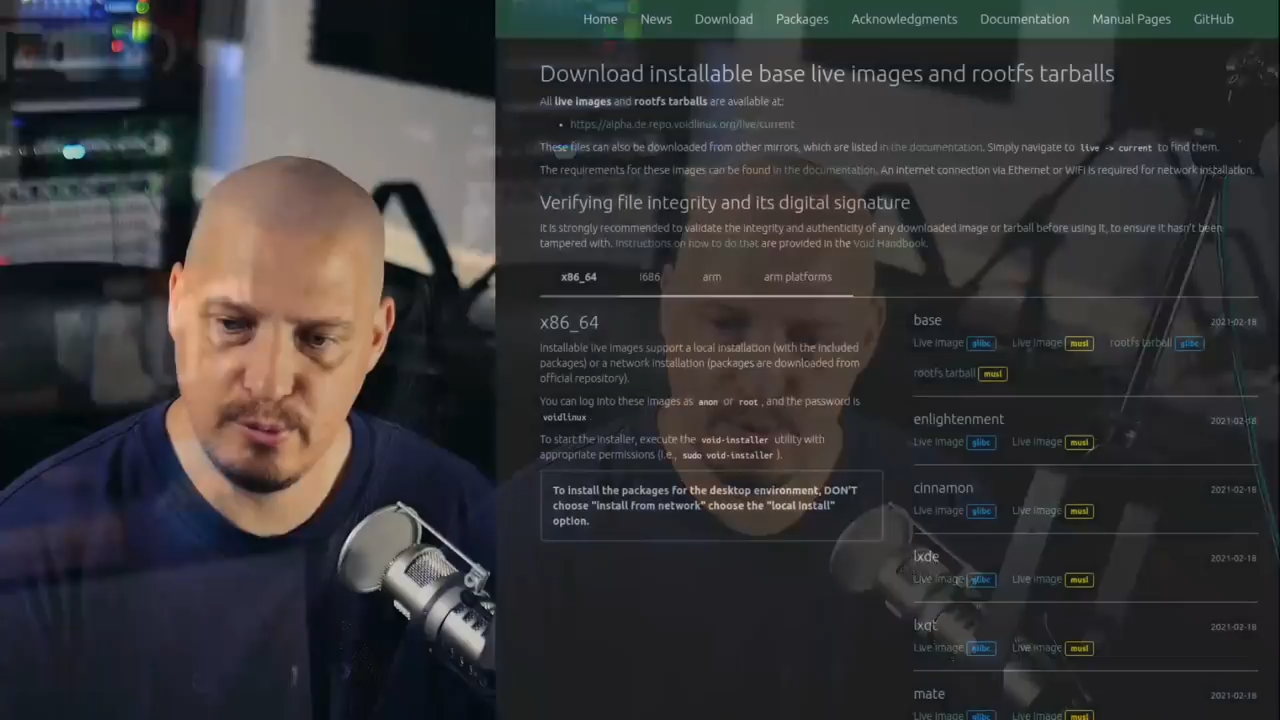 Home News Download Packages Acknowledgments Documentation Manual Pages GitHub
Download installable base live images and rootfs tarballs
All live images and rootfs tarballs are available at:
• https://alpha.de.repo.voidlinux.org/live/current
These files can also be downloaded from other mirrors, which are listed in the documentation. Simply navigate to live -> current to find them.
The requirements for these images can be found in the documentation. An internet connection via Ethernet or WiFi is required for network installation.
Verifying file integrity and its digital signature
It is strongly recommended to validate the integrity and authenticity of any downloaded image or tarball before using it, to ensure it hasn't been
tampered with. Instructions on how to do that are provided in the Void Handbook.
x86_64 i686 arm arm platforms
x86_64
Installable live images support a local installation (with the included
packages) or a network installation (packages are downloaded from
official repository).
You can log into these images as anon or root, and the password is
voidlinux.
To start the installer, execute the void-installer utility with
appropriate permissions (i.e., sudo void-installer).
To install the packages for the desktop environment, DON'T
choose "install from network" choose the "local install"
option.
base 2021-02-18
Live image glibc Live image musl rootfs tarball glibc
rootfs tarball musl
enlightenment 2021-02-18
Live image glibc Live image musl
cinnamon 2021-02-18
Live image glibc Live image musl
lxde 2021-02-18
Live image glibc Live image musl
lxqt 2021-02-18
Live image glibc Live image musl
mate 2021-02-18
Live image glibc Live image musl